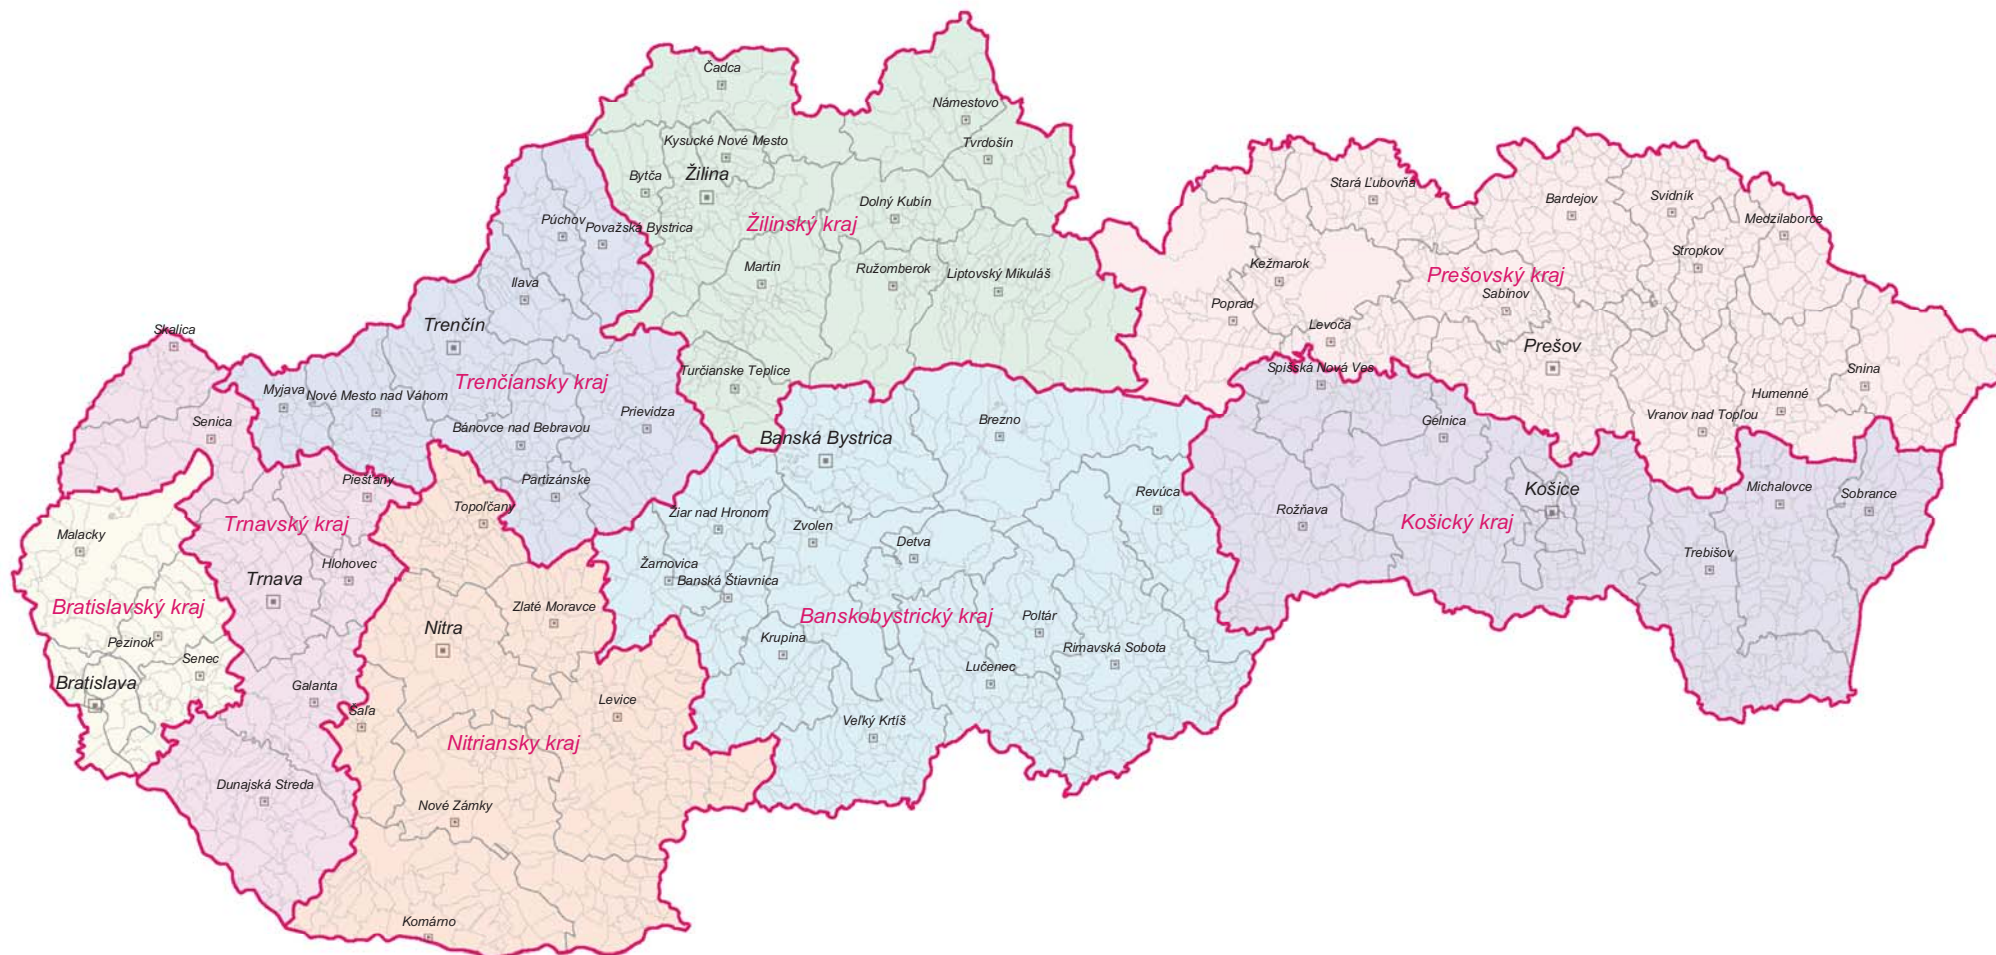 Čadca
Námestovo
Kysucké Nové Mesto
Tvrdošín
Bytča
Žilina
Dolný Kubín
Žilinský kraj
Púchov
Považská Bystrica
Martin
Ružomberok
Liptovský Mikuláš
Ilava
Trenčín
Turčianske Teplice
Trenčiansky kraj
Myjava
Nové Mesto nad Váhom
Prievidza
Bánovce nad Bebravou
Partizánske
Stará Ľubovňa
Bardejov
Svidník
Medzilaborce
Stropkov
Kežmarok
Prešovský kraj
Poprad
Sabinov
Levoča
Prešov
Snina
Humenné
Vranov nad Topľou
Spišská Nová Ves
Gelnica
Košice
Michalovce
Sobrance
Rožňava
Košický kraj
Trebišov
Skalica
Senica
Piešťany
Trnavský kraj
Hlohovec
Trnava
Galanta
Dunajská Streda
Malacky
Bratislavský kraj
Pezinok
Senec
Bratislava
Topoľčany
Zlaté Moravce
Nitra
Šaľa
Levice
Nitriansky kraj
Nové Zámky
Komárno
Brezno
Banská Bystrica
Revúca
Žiar nad Hronom
Zvolen
Detva
Žarnovica
Banská Štiavnica
Banskobystrický kraj
Poltár
Krupina
Rimavská Sobota
Lučenec
Veľký Krtíš